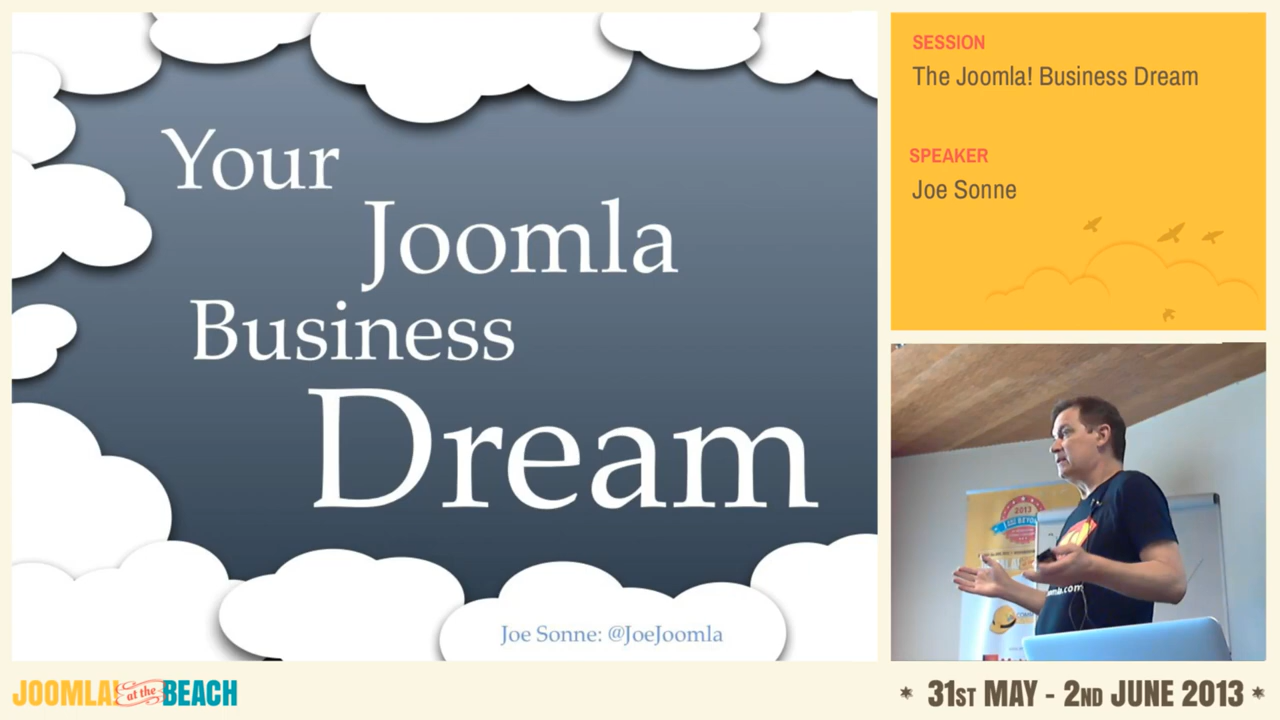 Your
Joomla
Business
Dream
Joe Sonne: @JoeJoomla
SESSION
The Joomla! Business Dream
SPEAKER
Joe Sonne
2013
JOOMLA! at the BEACH
* 31ST MAY - 2ND JUNE 2013 *